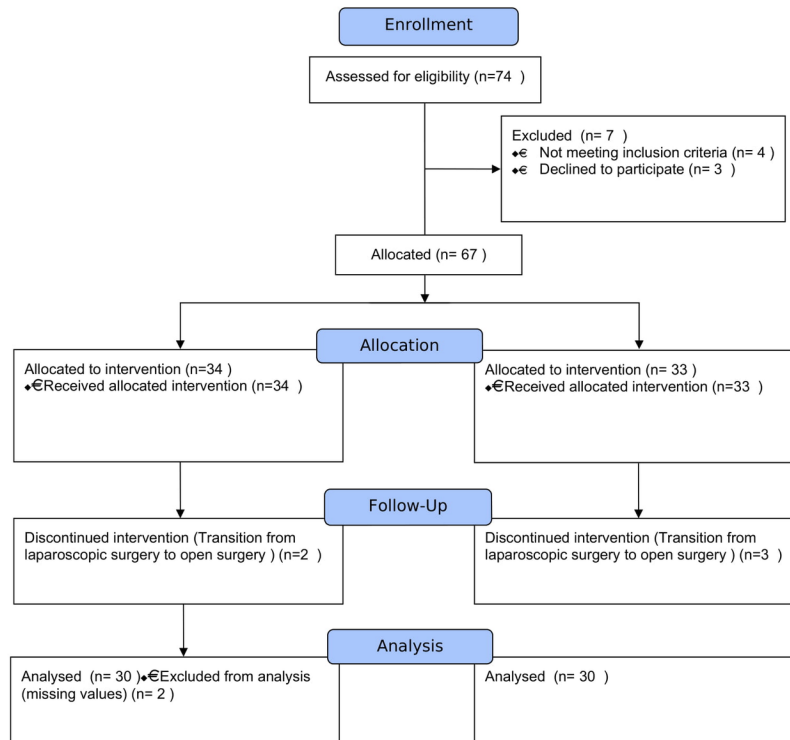 Enrollment
Assessed for eligibility (n=74 )
Excluded (n= 7 )
◆€ Not meeting inclusion criteria (n= 4 )
◆€ Declined to participate (n= 3 )
Allocated (n= 67 )
Allocation
Allocated to intervention (n=34 )
◆€Received allocated intervention (n=34 )
Allocated to intervention (n= 33 )
◆€Received allocated intervention (n=33 )
Follow-Up
Discontinued intervention (Transition from
laparoscopic surgery to open surgery ) (n=2 )
Discontinued intervention (Transition from
laparoscopic surgery to open surgery ) (n=3 )
Analysis
Analysed (n= 30 )◆€Excluded from analysis
(missing values) (n= 2 )
Analysed (n= 30 )